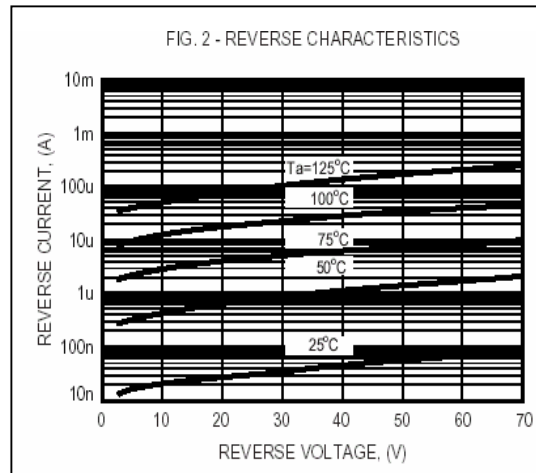 FIG. 2 - REVERSE CHARACTERISTICS
REVERSE CURRENT, (A)
10m
1m
100u
10u
1u
100n
10n
Ta=125°C
100°C
75°C
50°C
25°C
0 10 20 30 40 50 60 70
REVERSE VOLTAGE, (V)